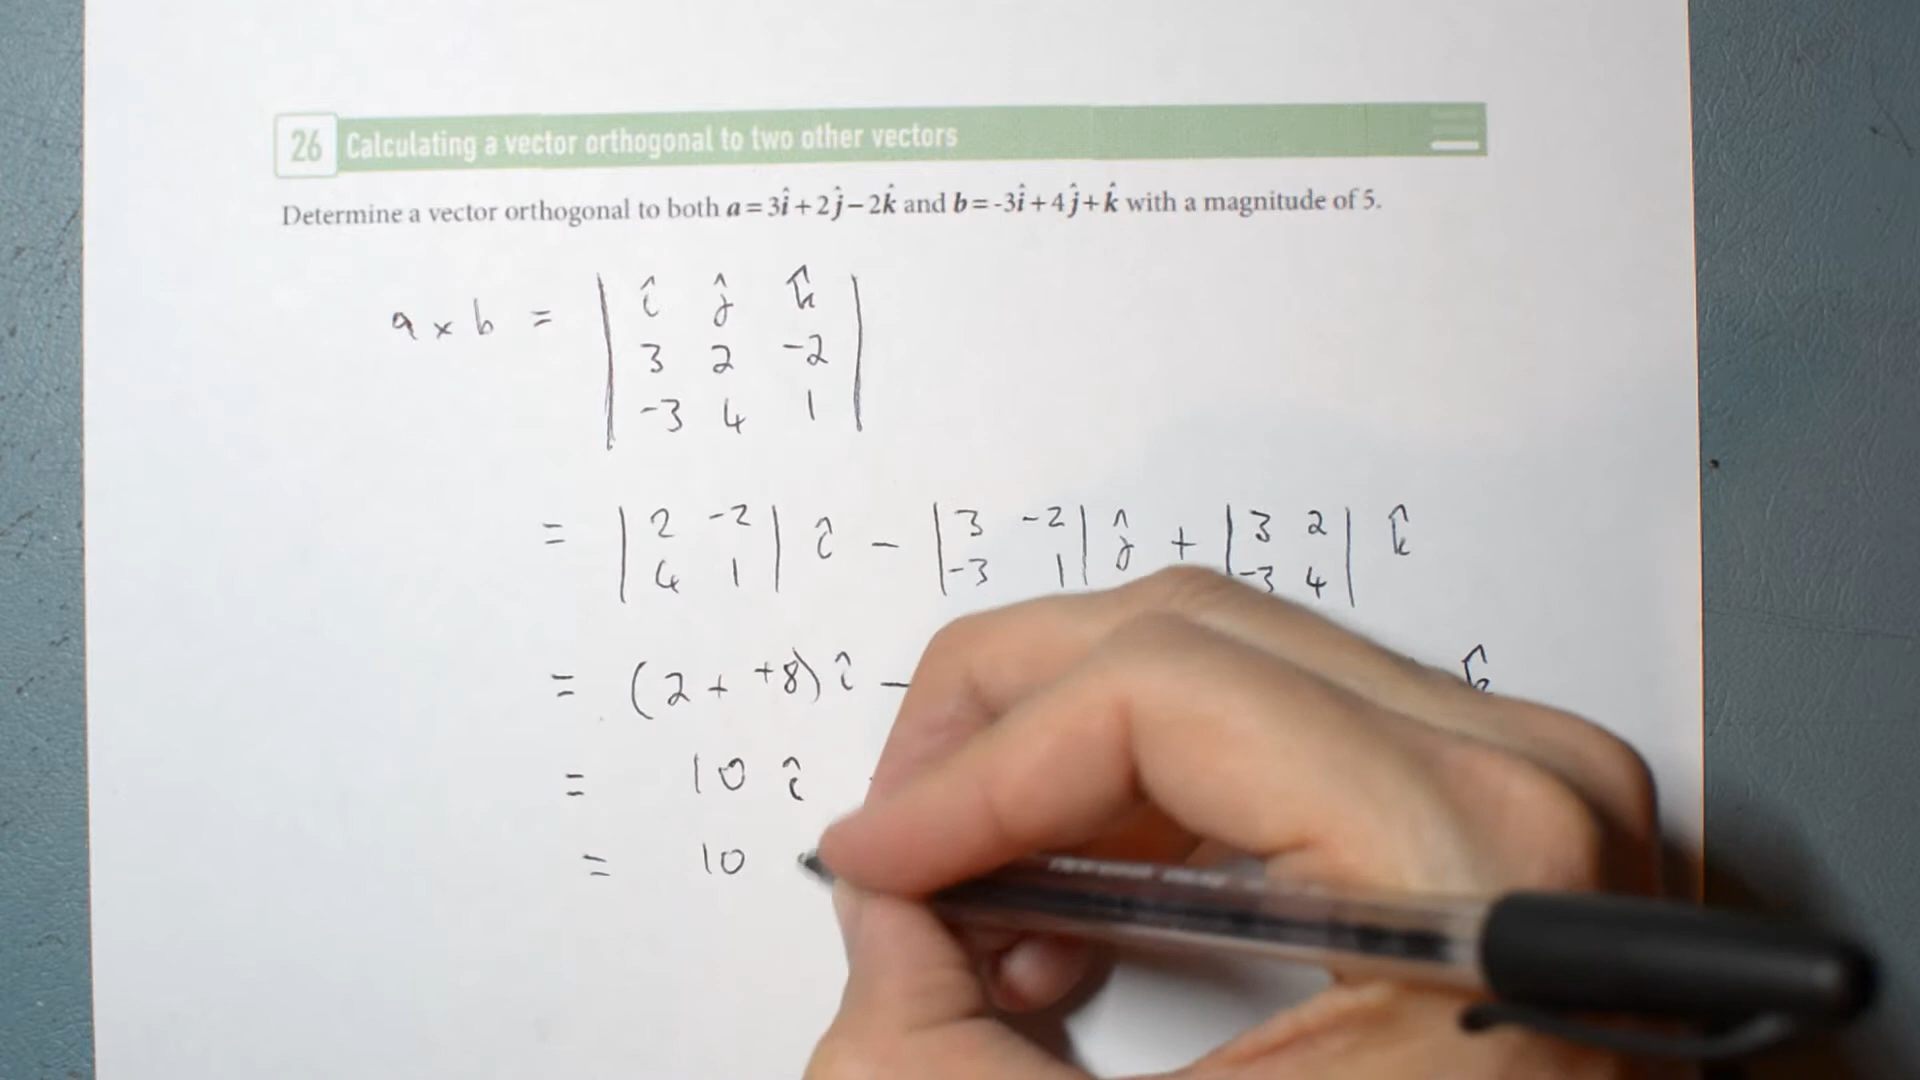 26 Calculating a vector orthogonal to two other vectors
Determine a vector orthogonal to both a = 3î + 2ĵ − 2k̂ and b = -3î + 4ĵ + k̂ with a magnitude of 5.
a × b = | î ĵ k̂ |
3 2 -2
-3 4 1
= | 2 -2 | î − | 3 -2 | ĵ + | 3 2 | k̂
4 1 -3 1 -3 4
= (2 + +8) î − k̂
= 10 î
= 10